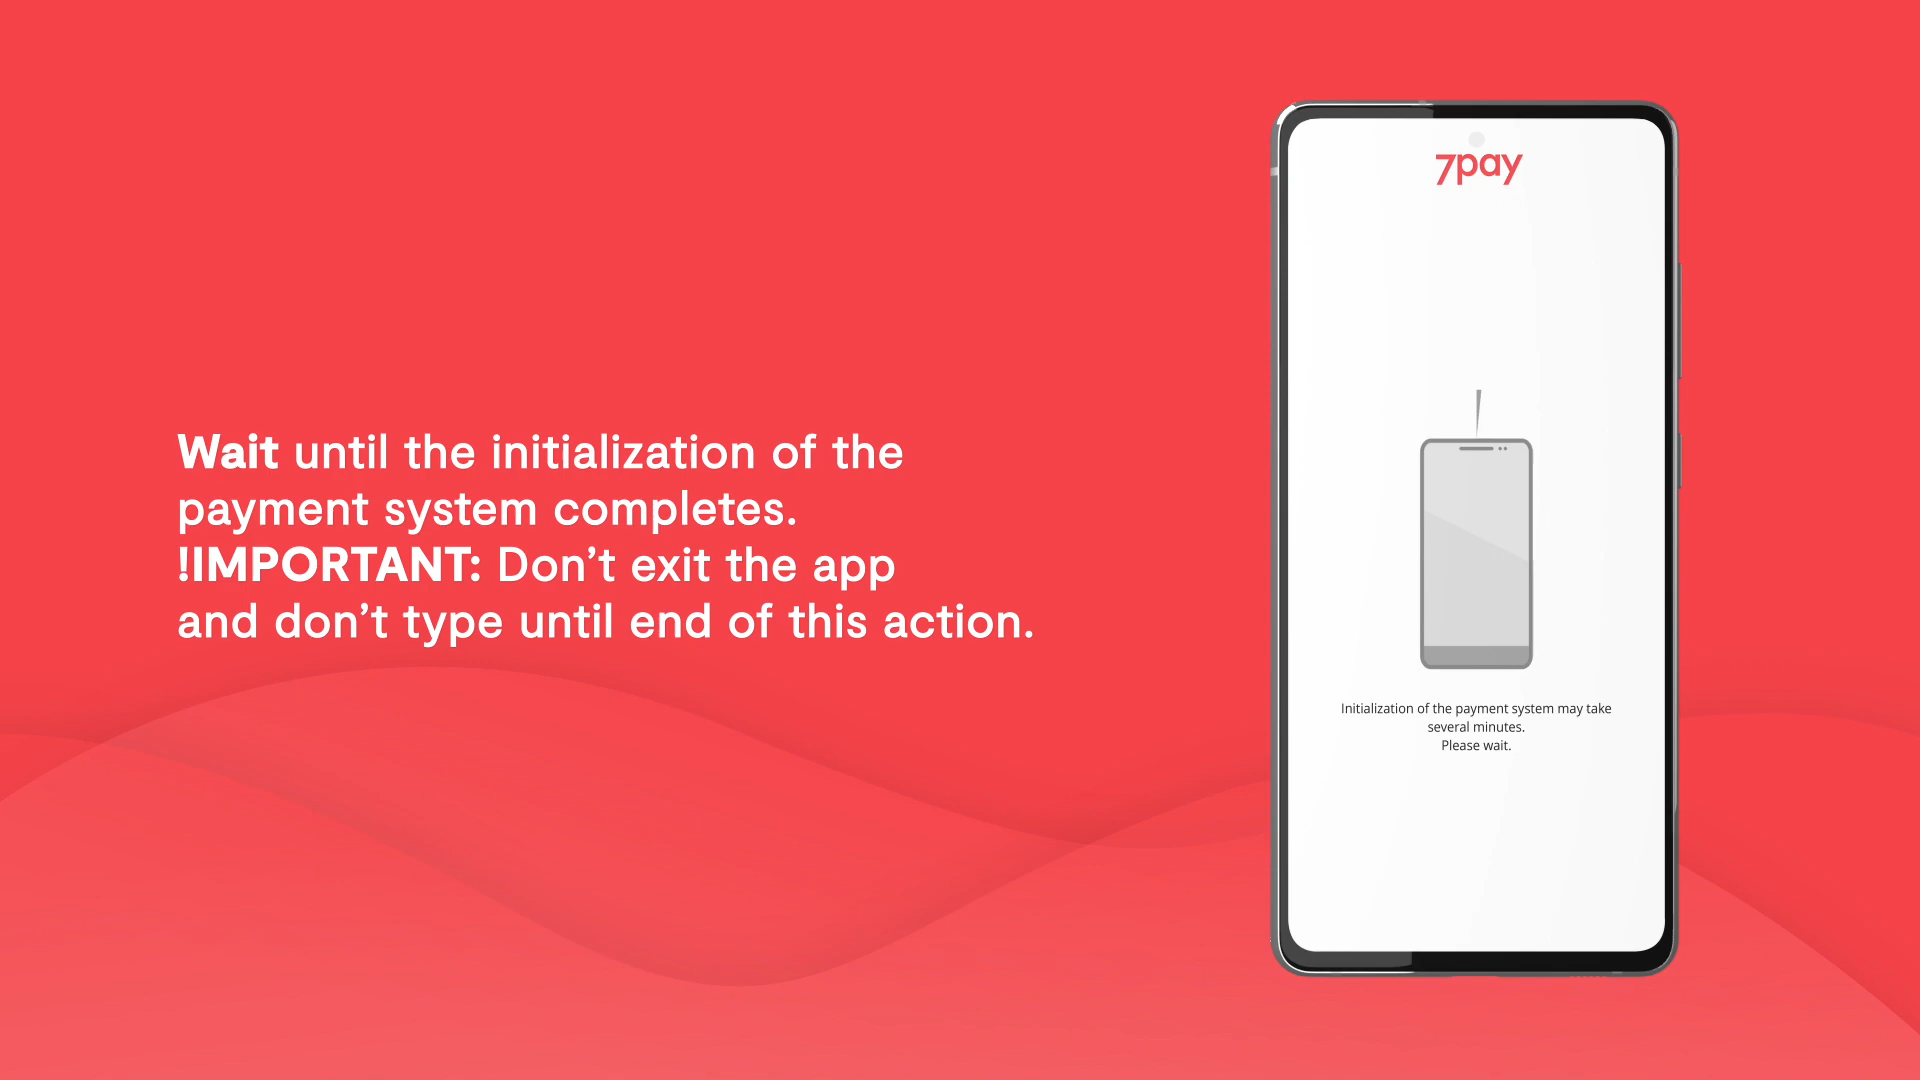 Wait until the initialization of the
payment system completes.
!IMPORTANT: Don’t exit the app
and don’t type until end of this action.
7pay
Initialization of the payment system may take
several minutes.
Please wait.